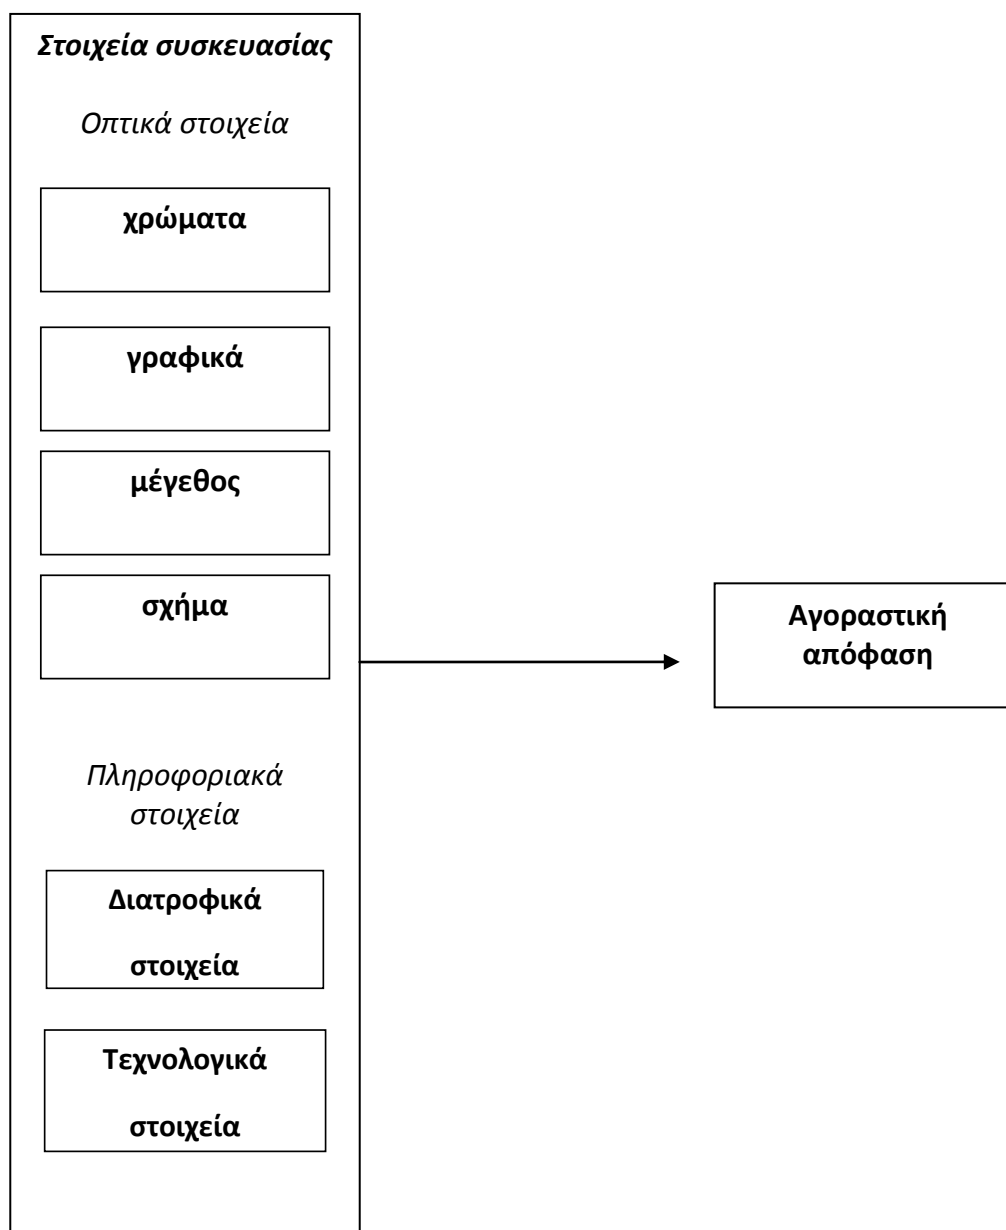 Στοιχεία συσκευασίας
Οπτικά στοιχεία
χρώματα
γραφικά
μέγεθος
σχήμα
Πληροφοριακά
στοιχεία
Διατροφικά
στοιχεία
Τεχνολογικά
στοιχεία
Αγοραστική
απόφαση